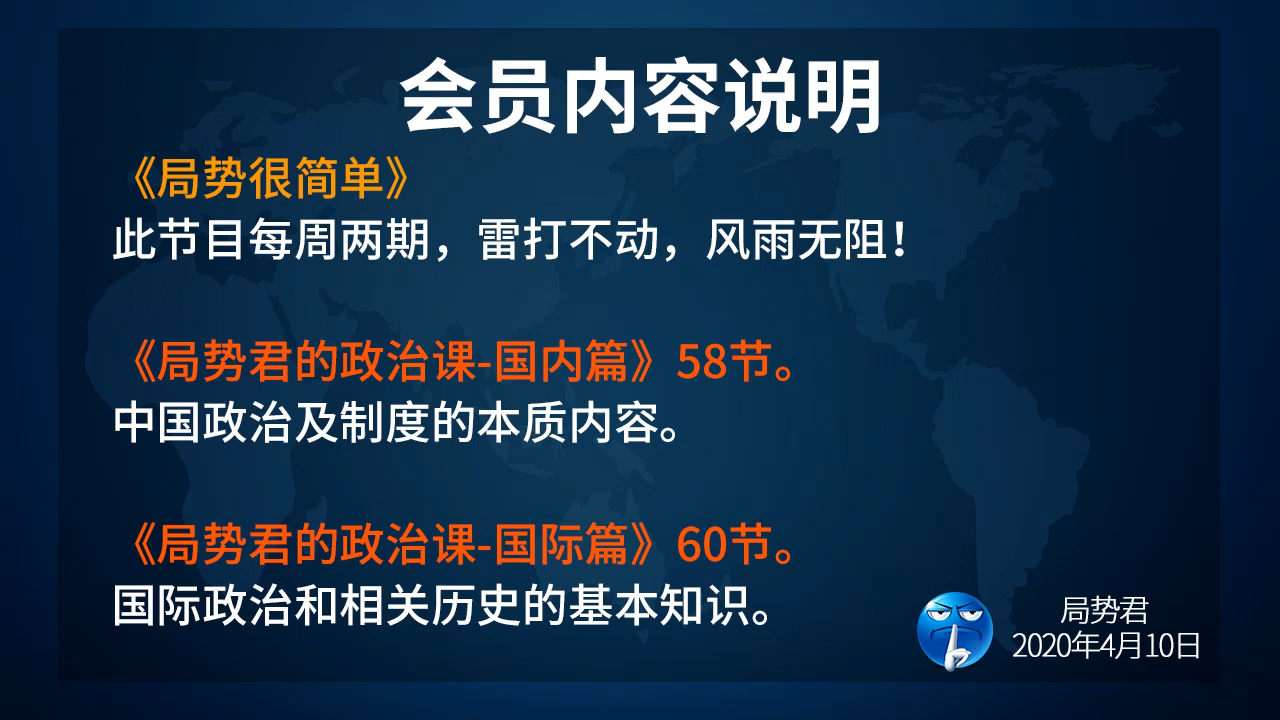 会员内容说明
《局势很简单》
此节目每周两期，雷打不动，风雨无阻！
《局势君的政治课-国内篇》58节。
中国政治及制度的本质内容。
《局势君的政治课-国际篇》60节。
国际政治和相关历史的基本知识。
局势君
2020年4月10日